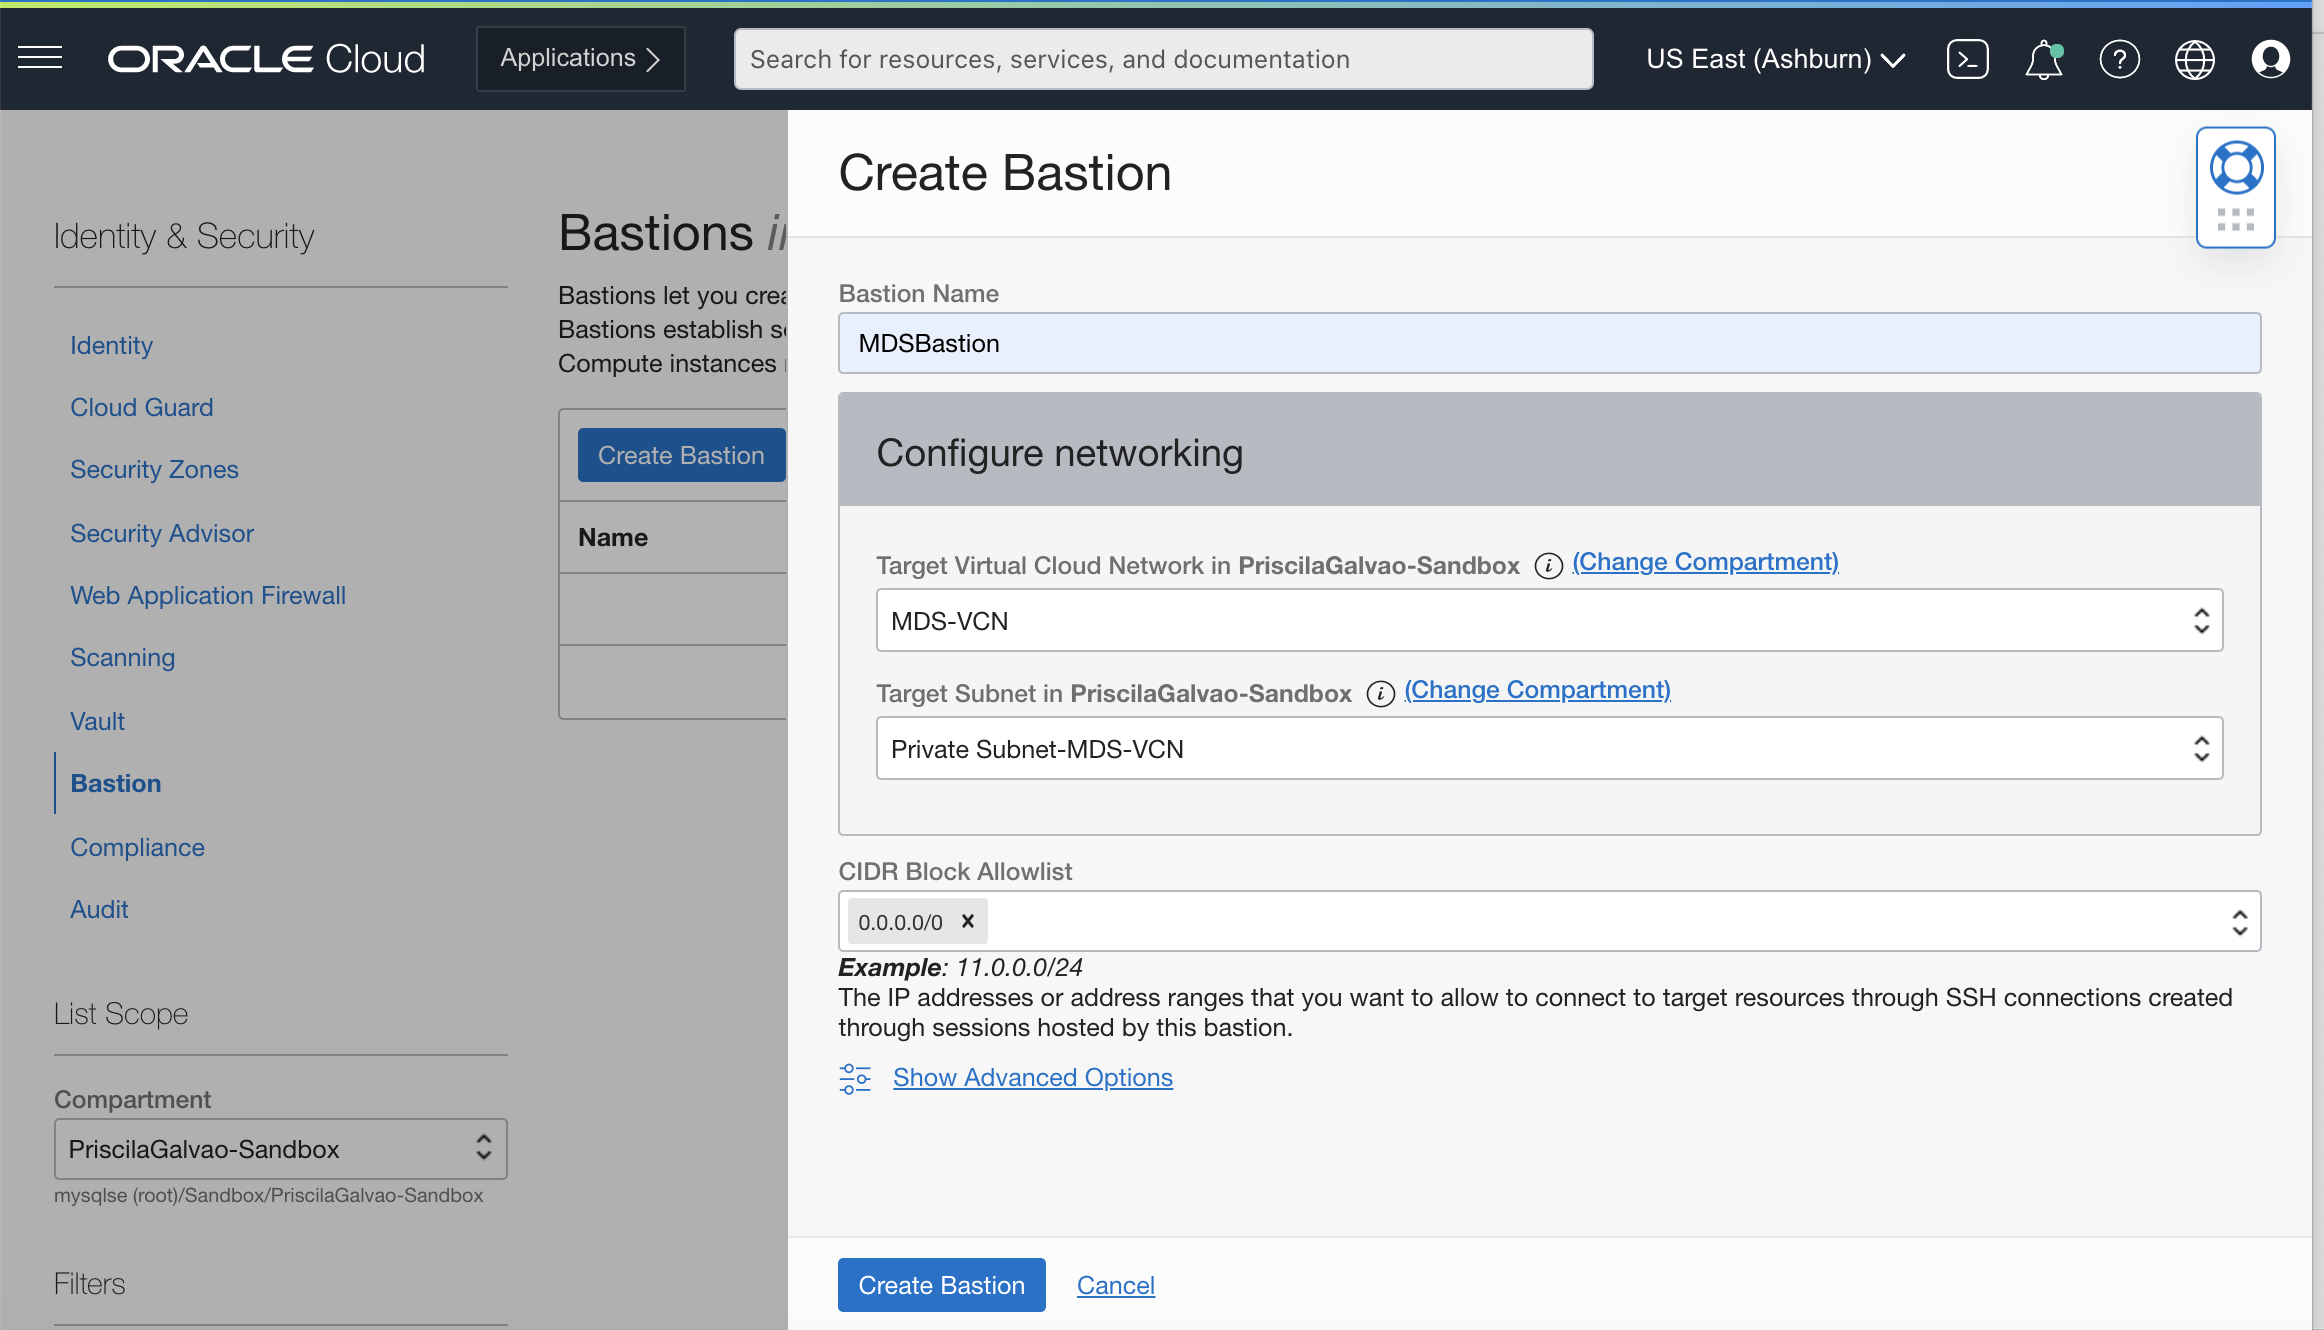 ORACLE Cloud
Applications
Search for resources, services, and documentation
US East (Ashburn)
Identity & Security
Identity
Cloud Guard
Security Zones
Security Advisor
Web Application Firewall
Scanning
Vault
Bastion
Compliance
Audit
List Scope
Compartment
PriscilaGalvao-Sandbox
mysqlse (root)/Sandbox/PriscilaGalvao-Sandbox
Filters
Bastions
Bastions let you
Bastions establish
Compute instances
Create Bastion
Name
Create Bastion
Bastion Name
MDSBastion
Configure networking
Target Virtual Cloud Network in PriscilaGalvao-Sandbox (Change Compartment)
MDS-VCN
Target Subnet in PriscilaGalvao-Sandbox (Change Compartment)
Private Subnet-MDS-VCN
CIDR Block Allowlist
0.0.0.0/0
Example: 11.0.0.0/24
The IP addresses or address ranges that you want to allow to connect to target resources through SSH connections created
through sessions hosted by this bastion.
Show Advanced Options
Create Bastion
Cancel